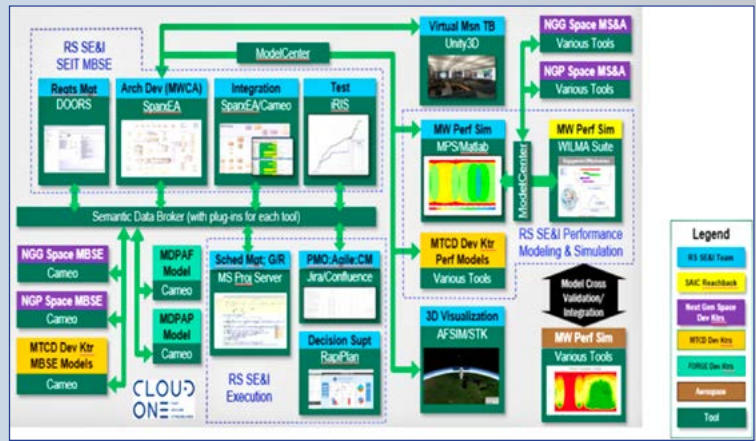 RS SE&I
SEIT MBSE
ModelCenter
Virtual Msn TB
Unity3D
NGG Space MS&A
Various Tools
NGP Space MS&A
Various Tools
Reqts Mgt
DOORS
Arch Dev (MWCA)
SparxEA
Integration
SparxEA/Cameo
Test
iRIS
MW Perf Sim
MPS/Matlab
ModelCenter
MW Perf Sim
WILMA Suite
RS SE&I Performance
Modeling & Simulation
Semantic Data Broker (with plug-ins for each tool)
NGG Space MBSE
Cameo
NGP Space MBSE
Cameo
MTCD Dev Ktr
MBSE Models
Cameo
MDPAF
Model
Cameo
MDPAP
Model
Cameo
Sched Mgt; G/R
MS Proj Server
PMO:Agile:CM
Jira/Confluence
Decision Supt
RapiPlan
RS SE&I
Execution
MTCD Dev Ktr
Perf Models
Various Tools
3D Visualization
AFSIM/STK
Model Cross
Validation/
Integration
MW Perf Sim
Various Tools
CLOUD
ONE
Legend
RS SE&I Team
SAIC Reachback
Next Gen Space
Dev Ktrs
MTCD Dev Ktrs
FORGE Dev Ktrs
Aerospace
Tool